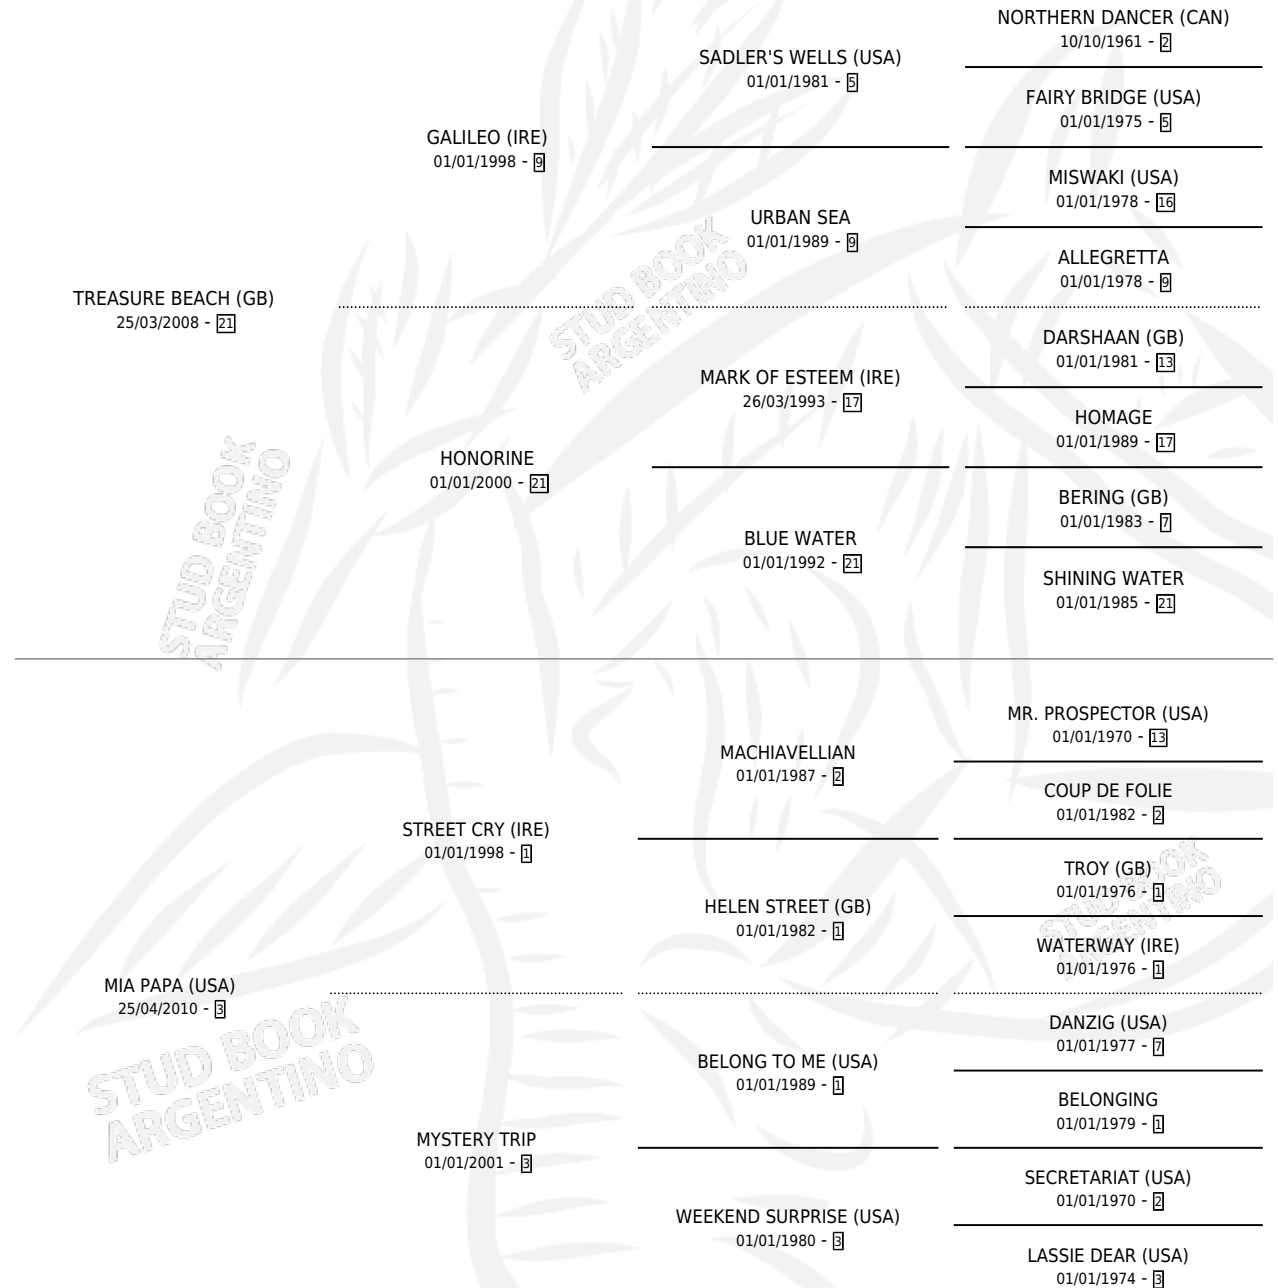 NORTHERN DANCER (CAN)
10/10/1961 - 2
SADLER'S WELLS (USA)
01/01/1981 - 5
FAIRY BRIDGE (USA)
01/01/1975 - 5
GALILEO (IRE)
01/01/1998 - 9
MISWAKI (USA)
01/01/1978 - 16
URBAN SEA
01/01/1989 - 9
ALLEGRETTA
01/01/1978 - 9
TREASURE BEACH (GB)
25/03/2008 - 21
STUD BOOK
ARGENTINO
DARSHAAN (GB)
01/01/1981 - 13
MARK OF ESTEEM (IRE)
26/03/1993 - 17
HOMAGE
01/01/1989 - 17
HONORINE
01/01/2000 - 21
BERING (GB)
01/01/1983 - 7
BLUE WATER
01/01/1992 - 21
SHINING WATER
01/01/1985 - 21
STUD BOOK
ARGENTINO
MR. PROSPECTOR (USA)
01/01/1970 - 13
MACHIAVELLIAN
01/01/1987 - 2
COUP DE FOLIE
01/01/1982 - 2
STREET CRY (IRE)
01/01/1998 - 1
TROY (GB)
01/01/1976 - 1
HELEN STREET (GB)
01/01/1982 - 1
STUD BOOK
ARGENTINO
WATERWAY (IRE)
01/01/1976 - 1
MIA PAPA (USA)
25/04/2010 - 3
STUD BOOK
ARGENTINO
DANZIG (USA)
01/01/1977 - 7
BELONG TO ME (USA)
01/01/1989 - 1
BELONGING
01/01/1979 - 1
MYSTERY TRIP
01/01/2001 - 3
SECRETARIAT (USA)
01/01/1970 - 2
WEEKEND SURPRISE (USA)
01/01/1980 - 3
LASSIE DEAR (USA)
01/01/1974 - 3